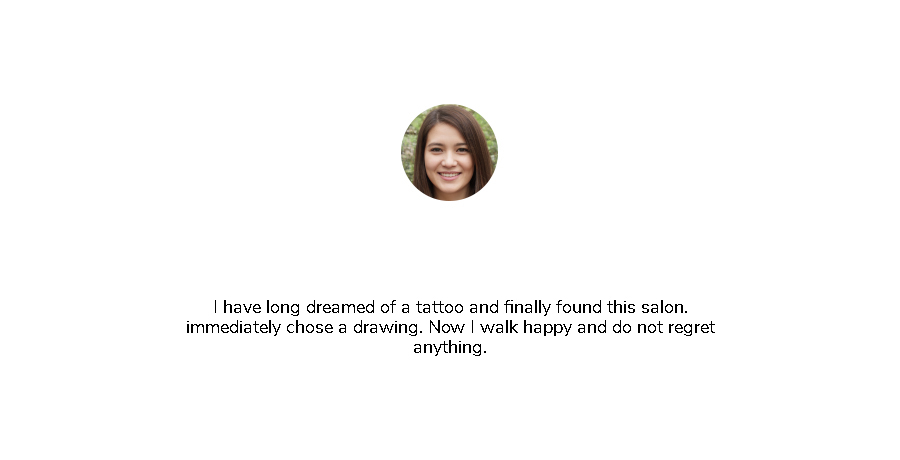 I have long dreamed of a tattoo and finally found this salon.
immediately chose a drawing. Now I walk happy and do not regret
anything.